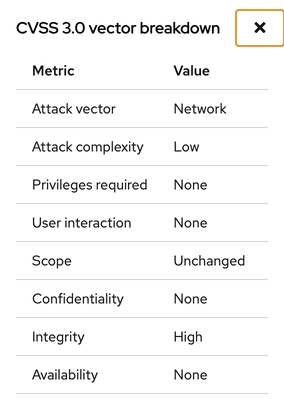 CVSS 3.0 vector breakdown
Metric Value
Attack vector Network
Attack complexity Low
Privileges required None
User interaction None
Scope Unchanged
Confidentiality None
Integrity High
Availability None